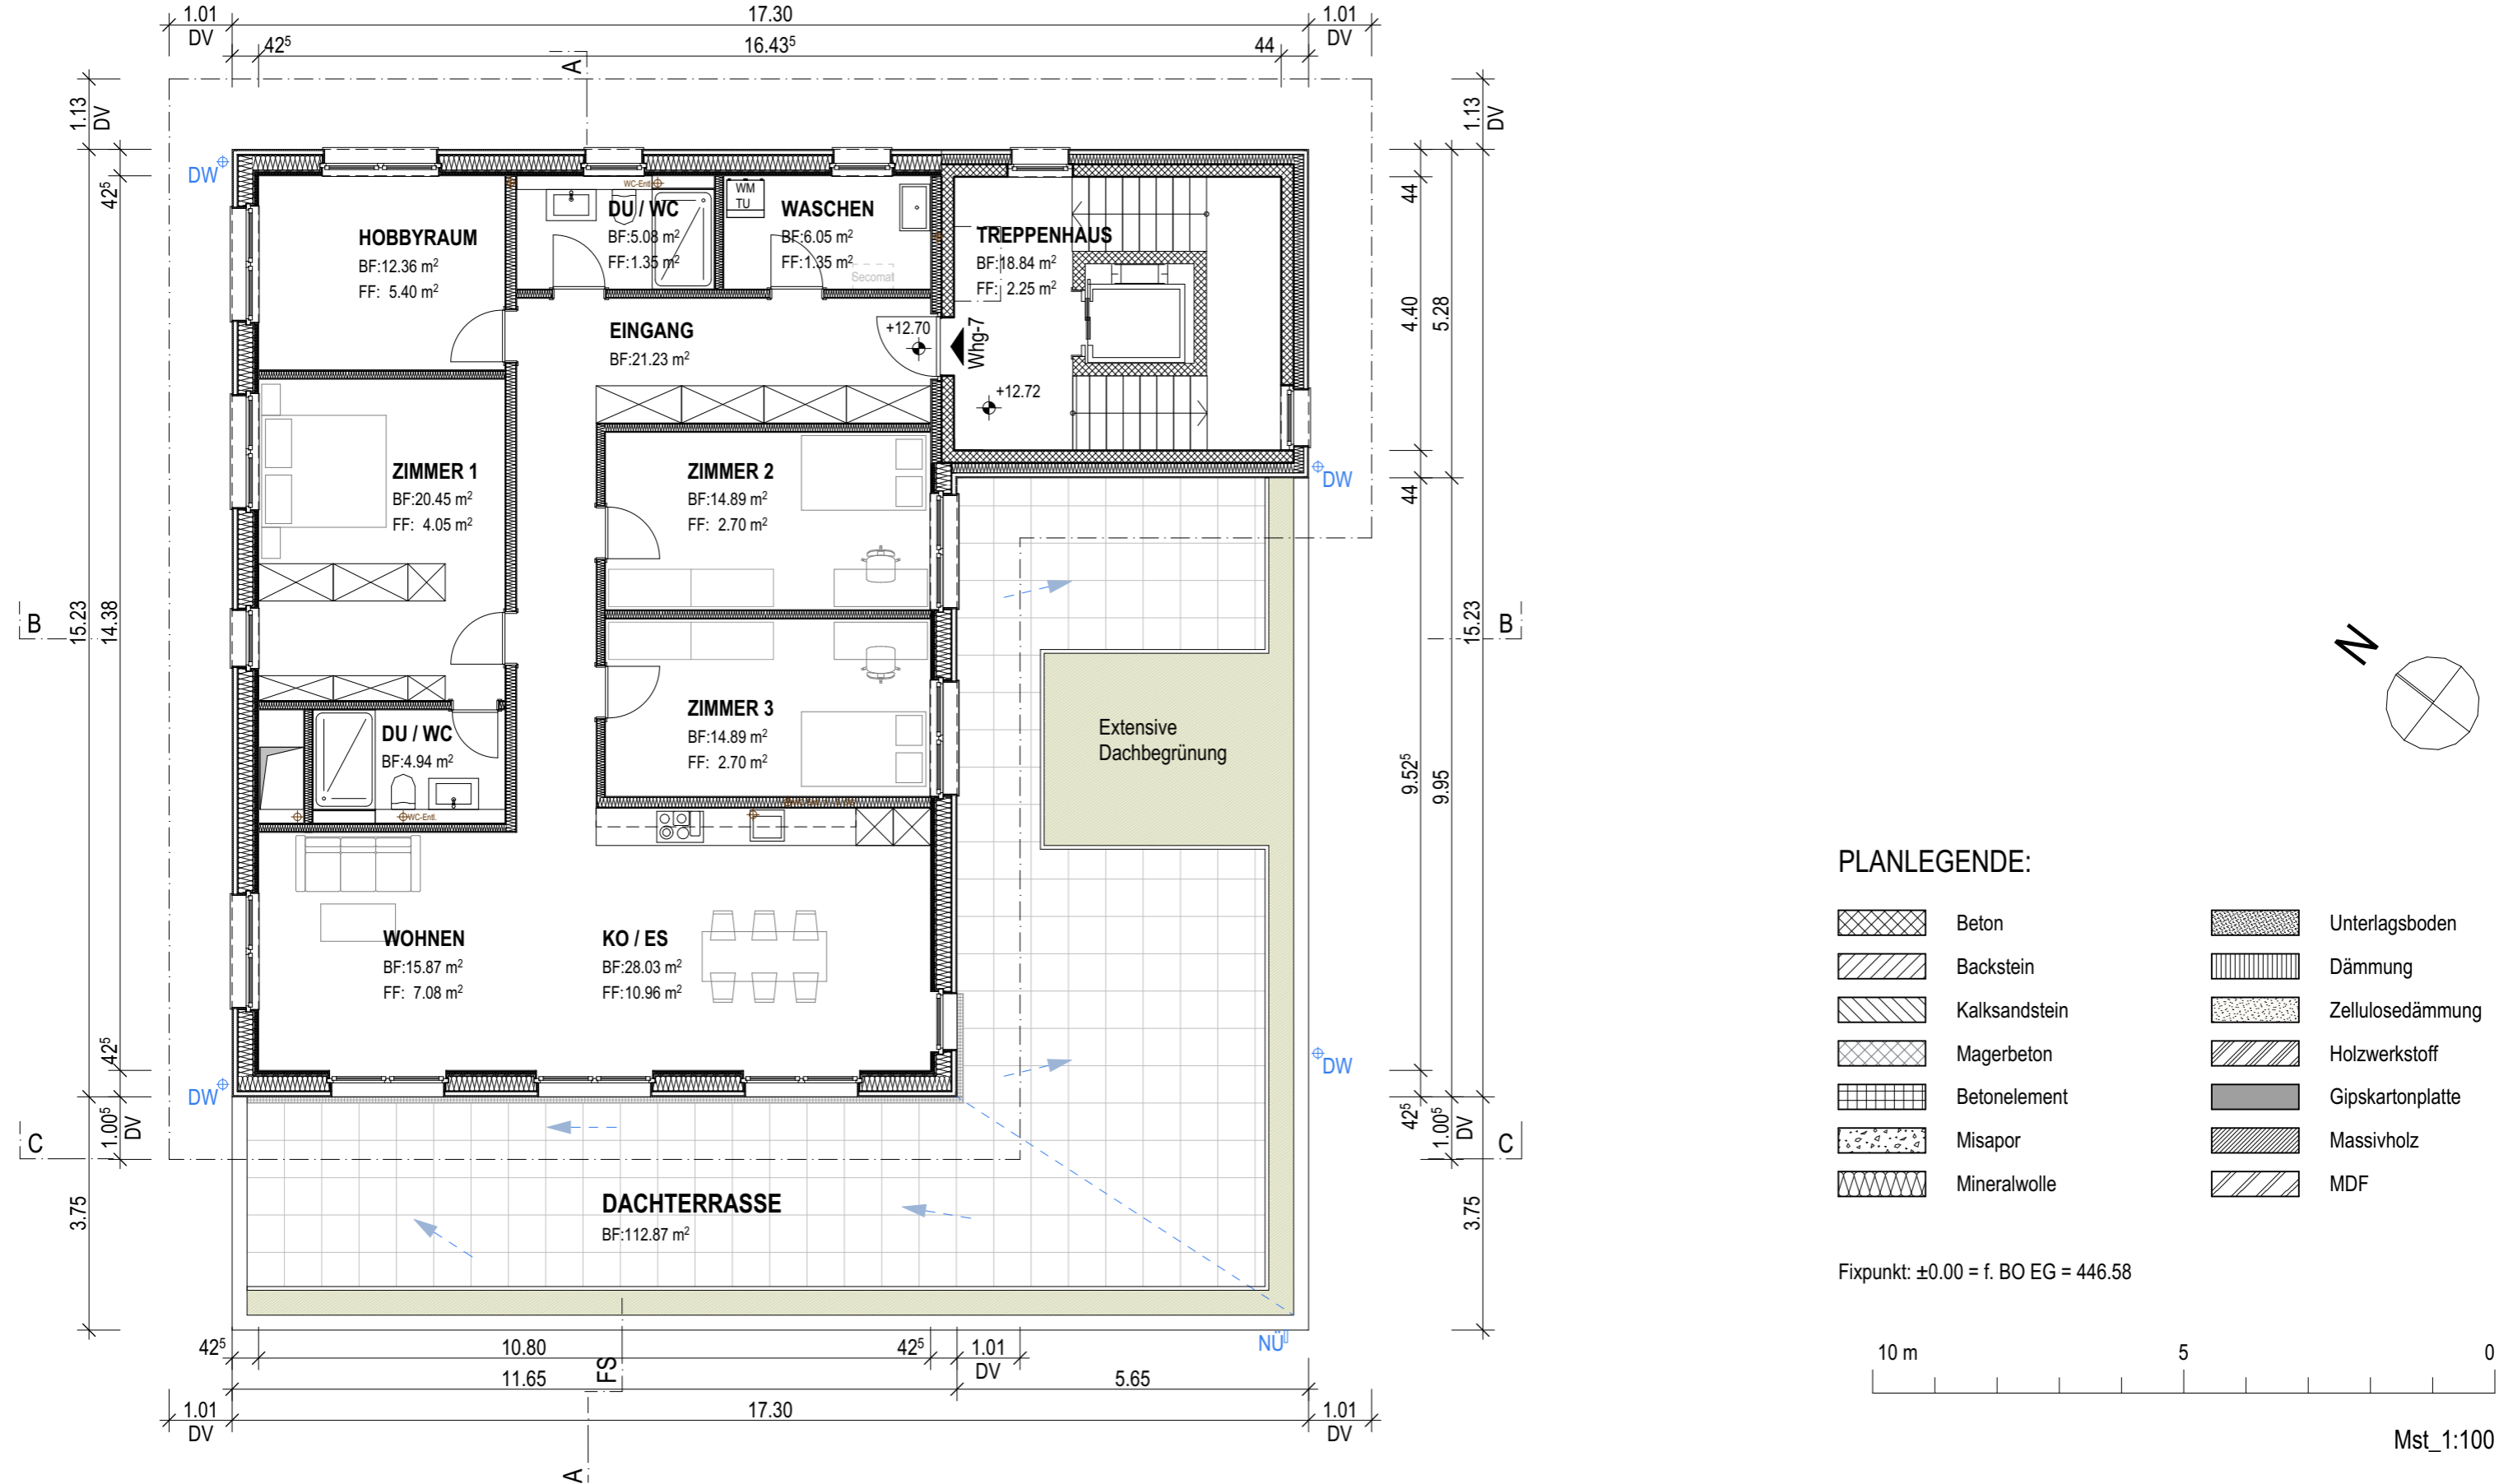 1.01
17.30
1.01
DV
42⁵
16.43⁵
44
DV
A
1.13
DV
1.13
DV
DW
42⁵
HOBBYRAUM
BF:12.36 m²
FF: 5.40 m²
WC-Entl.
DU / WC
BF:5.08 m²
FF:1.35 m²
WM
TU
WASCHEN
BF:6.05 m²
FF:1.35 m²
Secomat
TREPPENHAUS
BF:18.84 m²
FF: 2.25 m²
44
4.40
5.28
EINGANG
BF:21.23 m²
+12.70
Whg-7
+12.72
ZIMMER 1
BF:20.45 m²
FF: 4.05 m²
ZIMMER 2
BF:14.89 m²
FF: 2.70 m²
DW
44
B
15.23
14.38
15.23
B
N
ZIMMER 3
BF:14.89 m²
FF: 2.70 m²
DU / WC
BF:4.94 m²
WC-Entl.
Extensive
Dachbegrünung
9.52⁵
9.95
WOHNEN
BF:15.87 m²
FF: 7.08 m²
KO / ES
BF:28.03 m²
FF:10.96 m²
DW
42⁵
DW
42⁵
C
1.00⁵
DV
1.00⁵
DV
C
3.75
3.75
DACHTERRASSE
BF:112.87 m²
NÜ
42⁵
10.80
42⁵
1.01
DV
FS
11.65
5.65
1.01
17.30
1.01
DV
DV
A
PLANLEGENDE:
Beton
Unterlagsboden
Backstein
Dämmung
Kalksandstein
Zellulosedämmung
Magerbeton
Holzwerkstoff
Betonelement
Gipskartonplatte
Misapor
Massivholz
Mineralwolle
MDF
Fixpunkt: ±0.00 = f. BO EG = 446.58
10 m
5
0
Mst_1:100